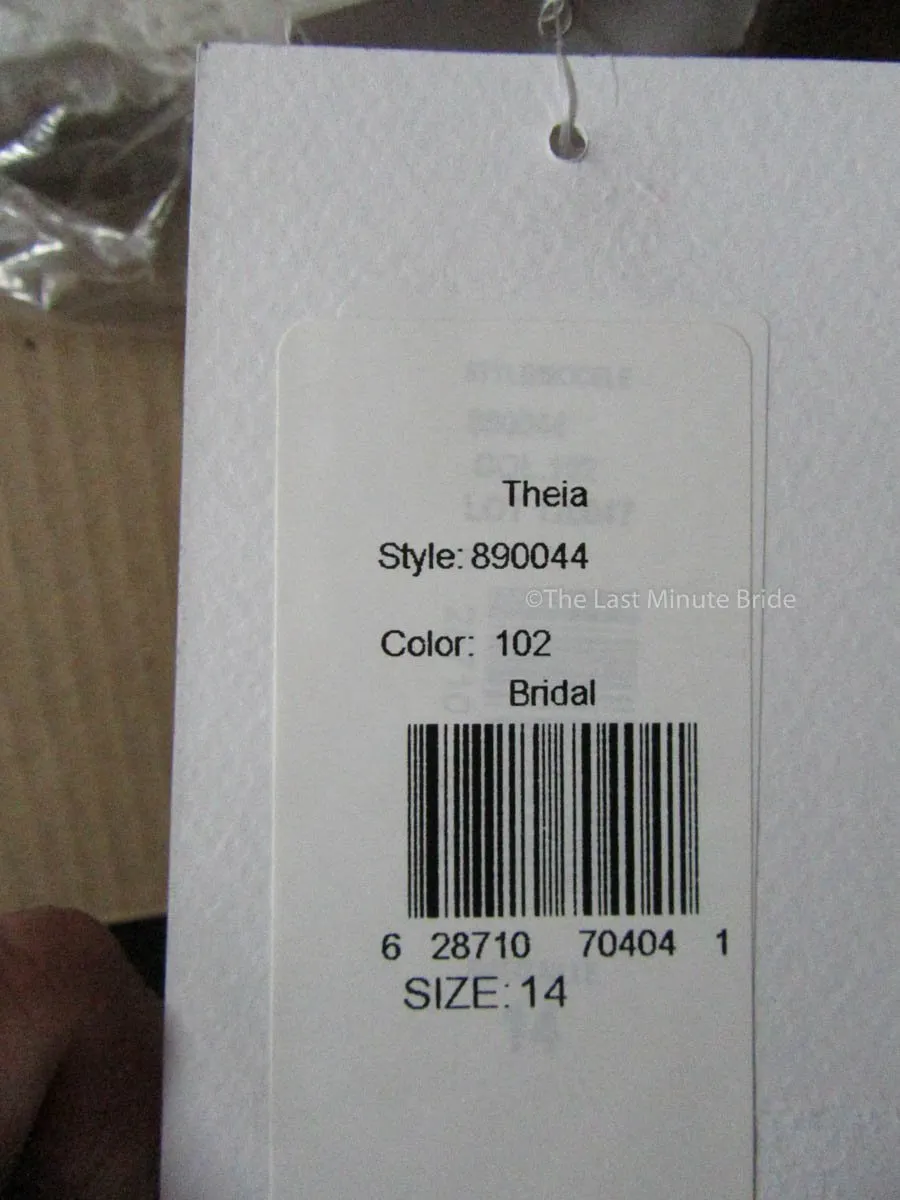 Theia
Style: 890044
©The Last Minute Bride
Color: 102
Bridal
6 28710 70404 1
SIZE: 14